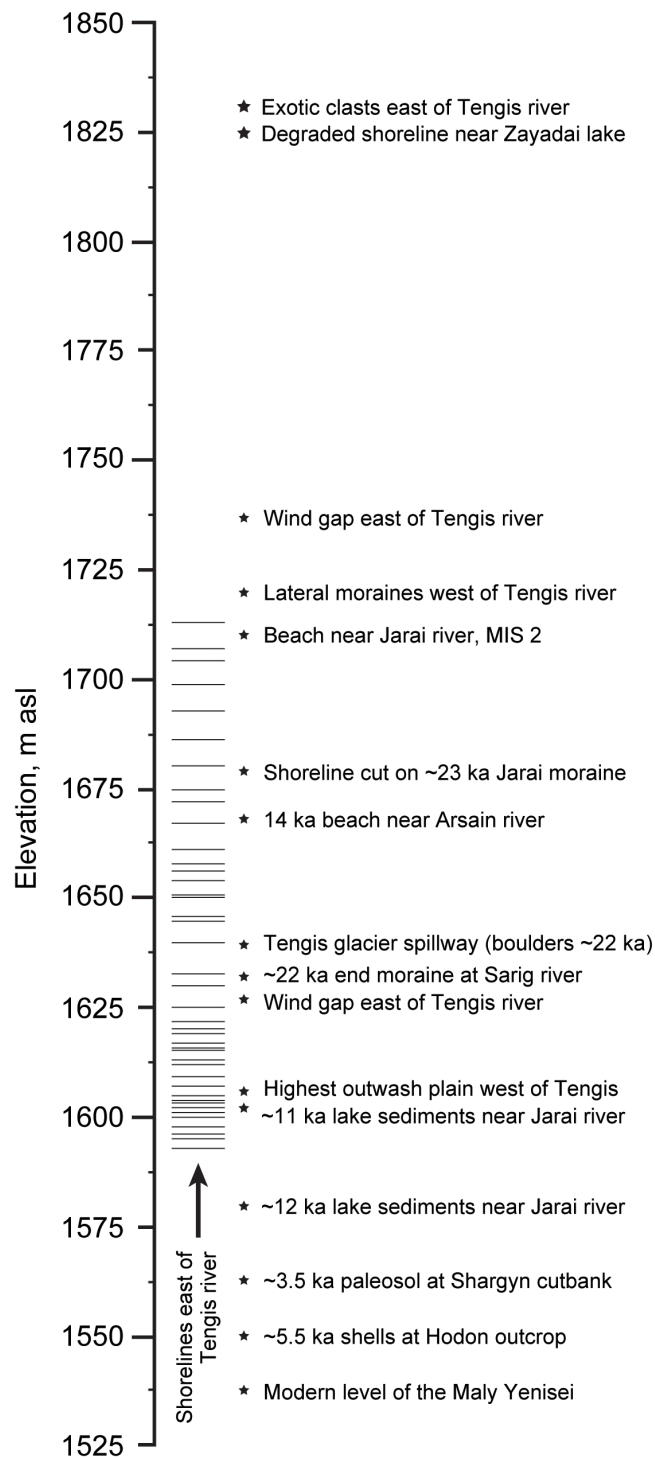 1850
Exotic clasts east of Tengis river
1825
Degraded shoreline near Zayadai lake
1800
1775
1750
Wind gap east of Tengis river
1725
Lateral moraines west of Tengis river
Beach near Jarai river, MIS 2
1700
Elevation, m asl
Shoreline cut on ~23 ka Jarai moraine
1675
14 ka beach near Arsain river
1650
Tengis glacier spillway (boulders ~22 ka)
~22 ka end moraine at Sarig river
1625
Wind gap east of Tengis river
Highest outwash plain west of Tengis
1600
~11 ka lake sediments near Jarai river
~12 ka lake sediments near Jarai river
1575
Shorelines east of
Tengis river
~3.5 ka paleosol at Shargyn cutbank
1550
~5.5 ka shells at Hodon outcrop
Modern level of the Maly Yenisei
1525